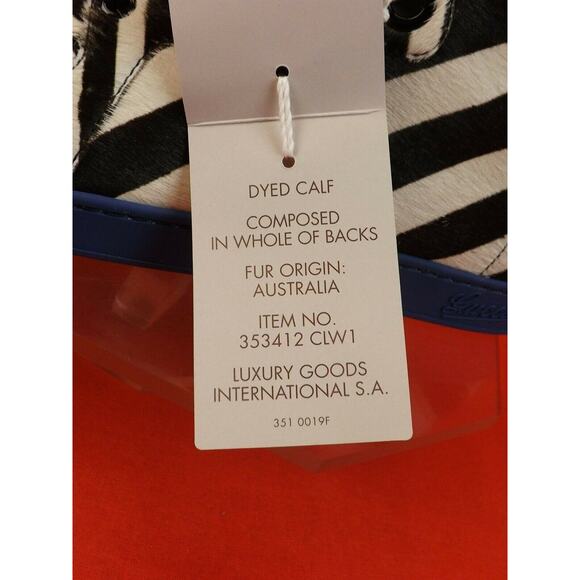 DYED CALF
COMPOSED
IN WHOLE OF BACKS
FUR ORIGIN:
AUSTRALIA
ITEM NO.
353412 CLW1
LUXURY GOODS
INTERNATIONAL S.A.
351 0019F